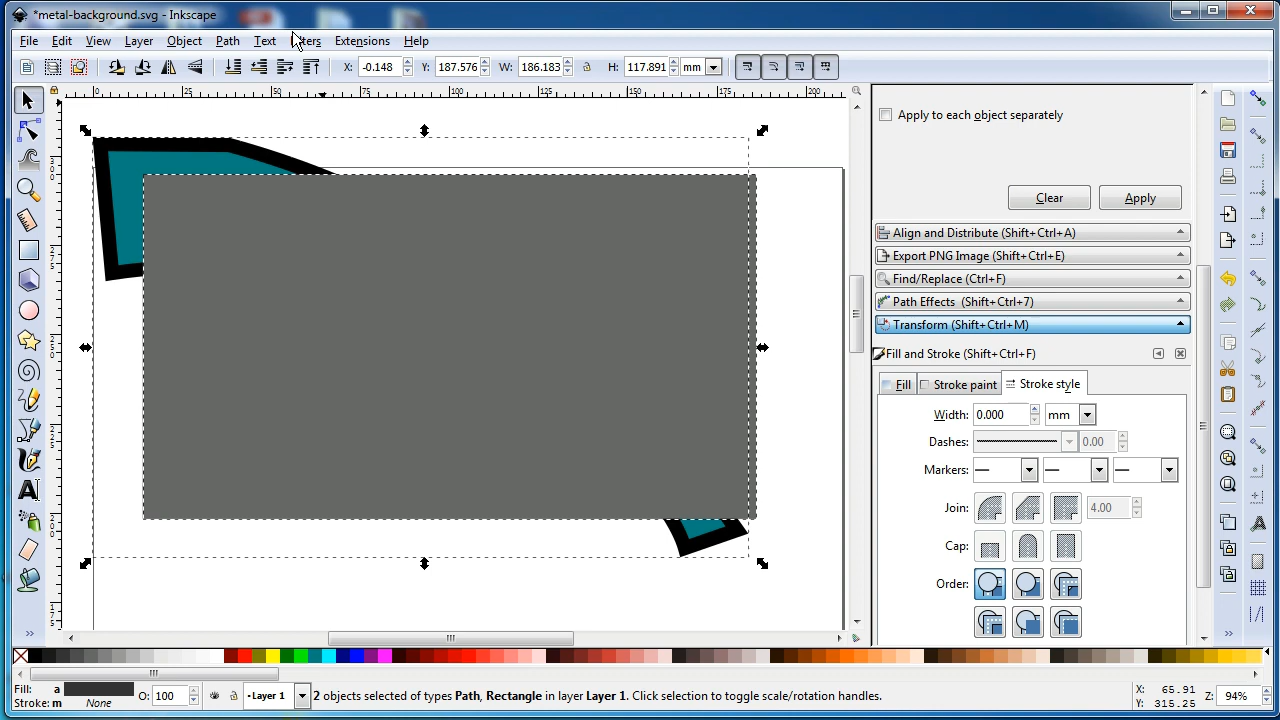 *metal-background.svg - Inkscape
File Edit View Layer Object Path Text Extensions Help
X: -0.148 Y: 187.576 W: 186.183 H: 117.891 mm
0 25 50 75 100 125 150 175 200
Apply to each object separately
Clear Apply
Align and Distribute (Shift+Ctrl+A)
Export PNG Image (Shift+Ctrl+E)
Find/Replace (Ctrl+F)
Path Effects (Shift+Ctrl+7)
Transform (Shift+Ctrl+M)
Fill and Stroke (Shift+Ctrl+F)
Fill Stroke paint Stroke style
Width: 0.000 mm
Dashes: 0.00
Markers:
Join: 4.00
Cap:
Order:
Fill: a O: 100 Layer 1 2 objects selected of types Path, Rectangle in layer Layer 1. Click selection to toggle scale/rotation handles. X: 65.91 Z: 94%
Stroke: m None Y: 315.25